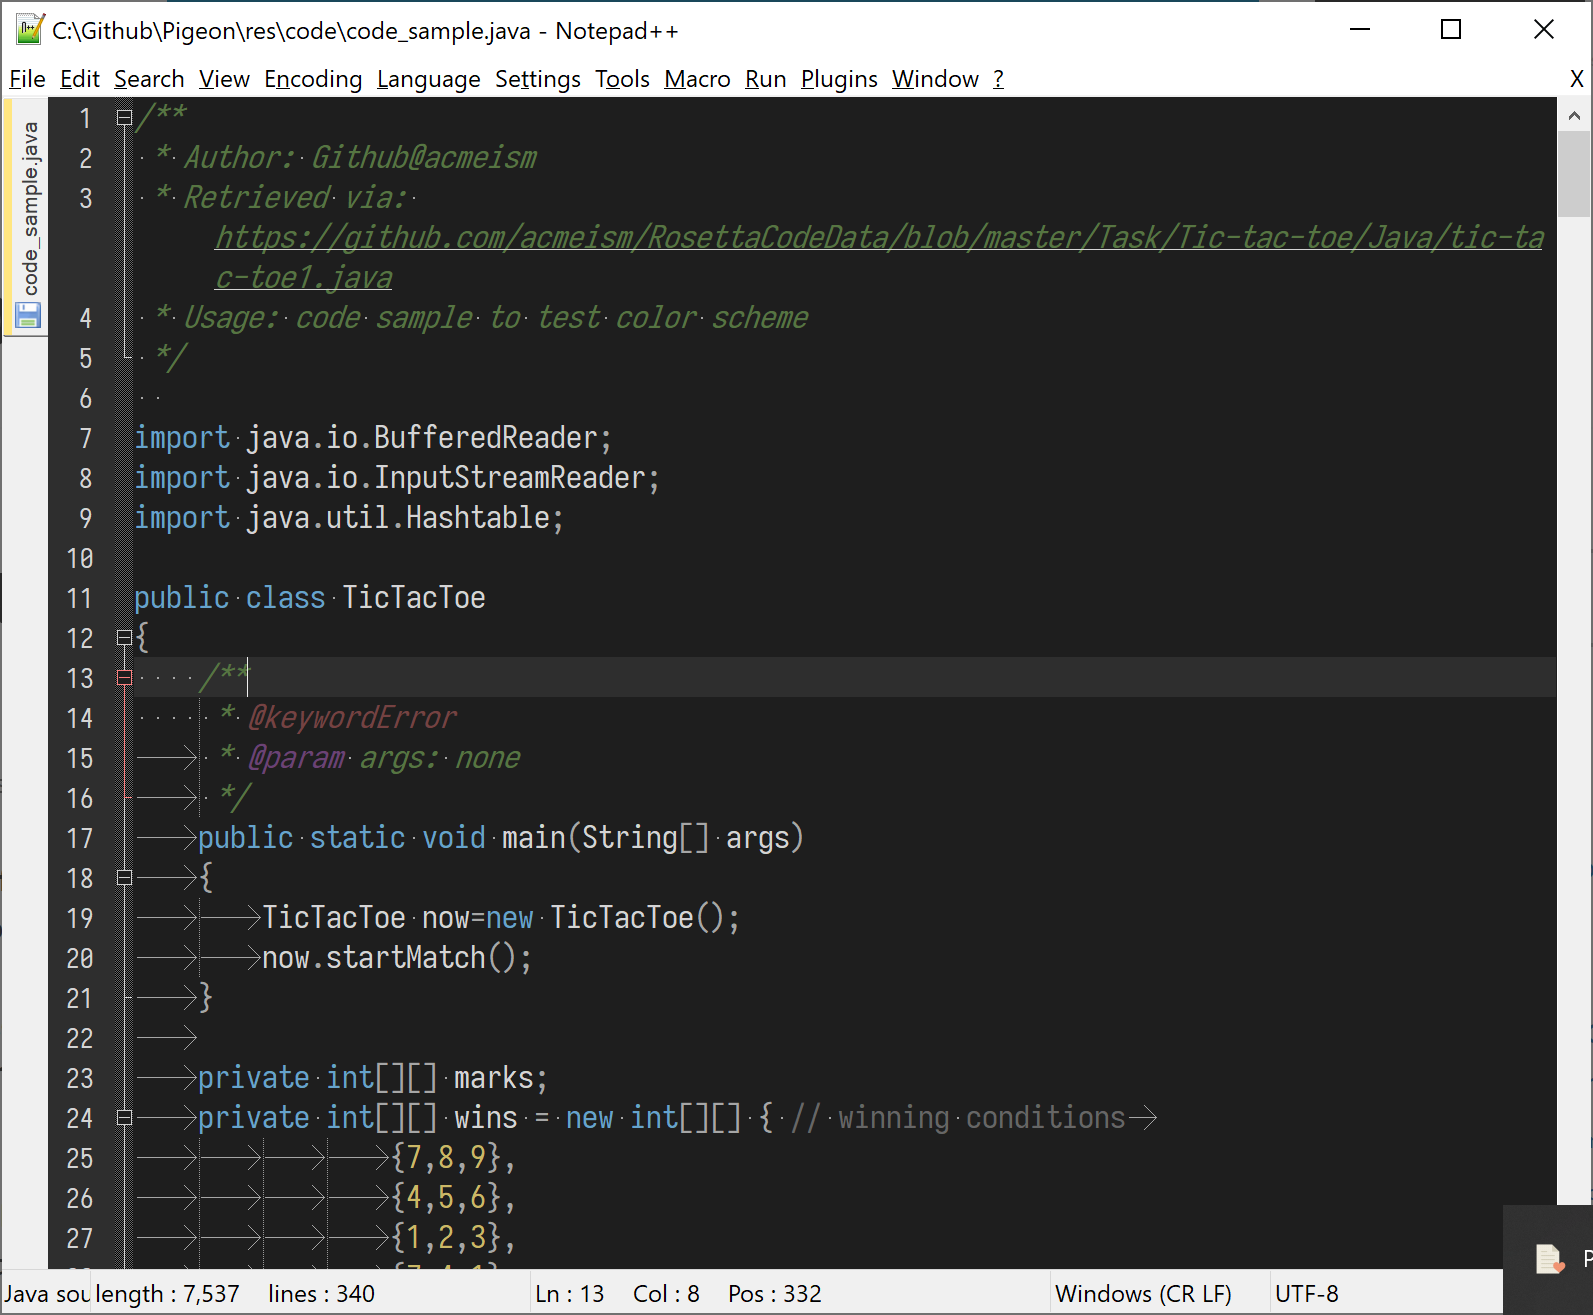 C:\Github\Pigeon\res\code\code_sample.java - Notepad++
File Edit Search View Encoding Language Settings Tools Macro Run Plugins Window ? X
code_sample.java
1 /**
2 * Author: Github@acmeism
3 * Retrieved via:
https://github.com/acmeism/RosettaCodeData/blob/master/Task/Tic-tac-toe/Java/tic-ta
c-toe1.java
4 * Usage: code sample to test color scheme
5 */
6
7 import java.io.BufferedReader;
8 import java.io.InputStreamReader;
9 import java.util.Hashtable;
10
11 public class TicTacToe
12 {
13 /**
14 * @keywordError
15 * @param args: none
16 */
17 public static void main(String[] args)
18 {
19 TicTacToe now=new TicTacToe();
20 now.startMatch();
21 }
22
23 private int[][] marks;
24 private int[][] wins = new int[][] { // winning conditions
25 {7,8,9},
26 {4,5,6},
27 {1,2,3},
Java sou length : 7,537 lines : 340 Ln : 13 Col : 8 Pos : 332 Windows (CR LF) UTF-8